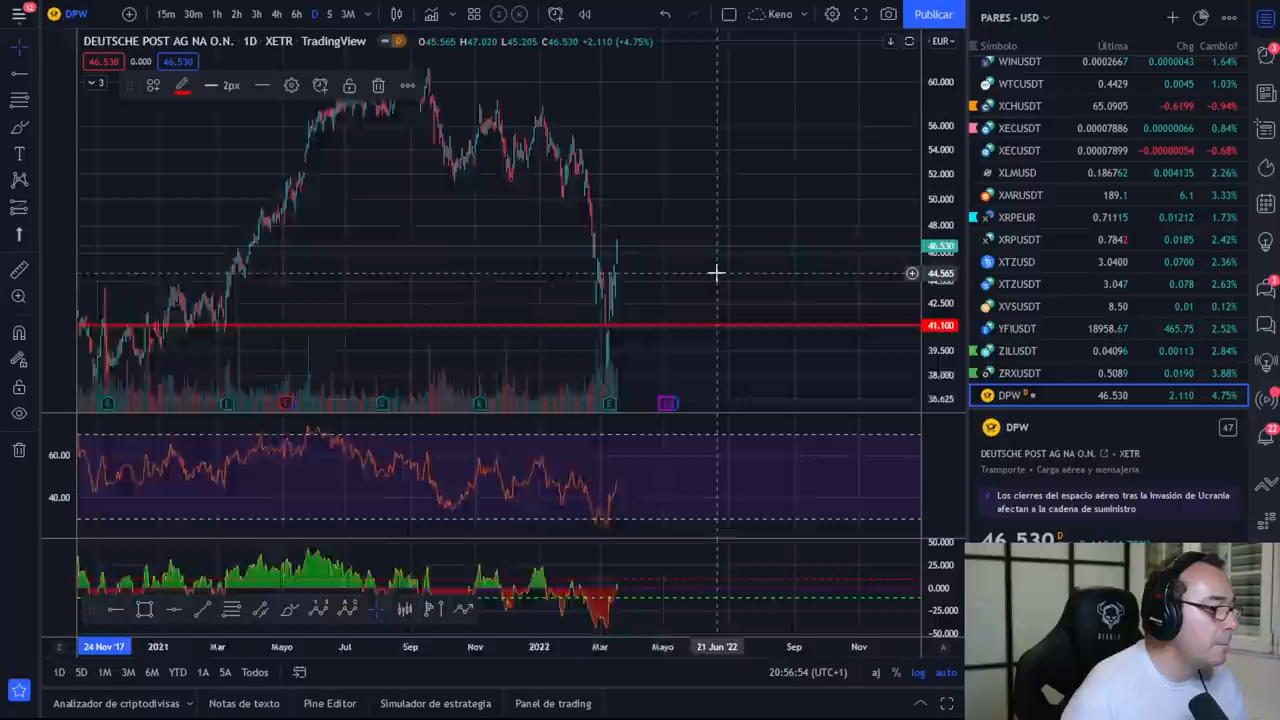 12
DPW
15m 30m 1h 2h 3h 4h 6h D S 3M
2
K
Keno
Publicar
DEUTSCHE POST AG NA O.N. · 1D · XETR · TradingView
D
O45.565 H47.020 L45.205 C46.530 +2.110 (+4.75%)
EUR
46.530 0.000 46.530
3
2px
60.000
56.000
54.000
52.000
50.000
48.000
46.530
46.000
44.565
42.500
41.100
39.500
38.000
36.625
60.00
40.00
50.000
25.000
0.000
-25.000
-50.000
Z
24 Nov '17 2021 Mar Mayo Jul Sep Nov 2022 Mar Mayo 21 Jun '22 Sep Nov
A
1D 5D 1M 3M 6M YTD 1A 5A Todos
20:56:54 (UTC+1)
aj % log auto
Analizador de criptodivisas Notas de texto Pine Editor Simulador de estrategia Panel de trading
PARES - USD
Símbolo Última Chg Cambio?
WINUSDT 0.0002667 0.0000043 1.64%
WTCUSDT 0.4429 0.0045 1.03%
XCHUSDT 65.0905 -0.6199 -0.94%
XECUSDT 0.00007886 0.00000066 0.84%
XECUSDT 0.00007899 -0.00000054 -0.68%
XLMUSD 0.186762 0.004135 2.26%
XMRUSDT 189.1 6.1 3.33%
XRPEUR 0.71115 0.01212 1.73%
XRPUSDT 0.7842 0.0185 2.42%
XTZUSD 3.0400 0.0700 2.36%
XTZUSDT 3.047 0.078 2.63%
XVSUSDT 8.50 0.01 0.12%
YFIUSDT 18958.67 465.75 2.52%
ZILUSDT 0.04096 0.00113 2.84%
ZRXUSDT 0.5089 0.0190 3.88%
DPW D 46.530 2.110 4.75%
DPW
47
DEUTSCHE POST AG NA O.N. · XETR
Transporte · Carga aérea y mensajería
Los cierres del espacio aéreo tras la invasión de Ucrania
afectan a la cadena de suministro
46.530 D
3
3
22
DIABLO